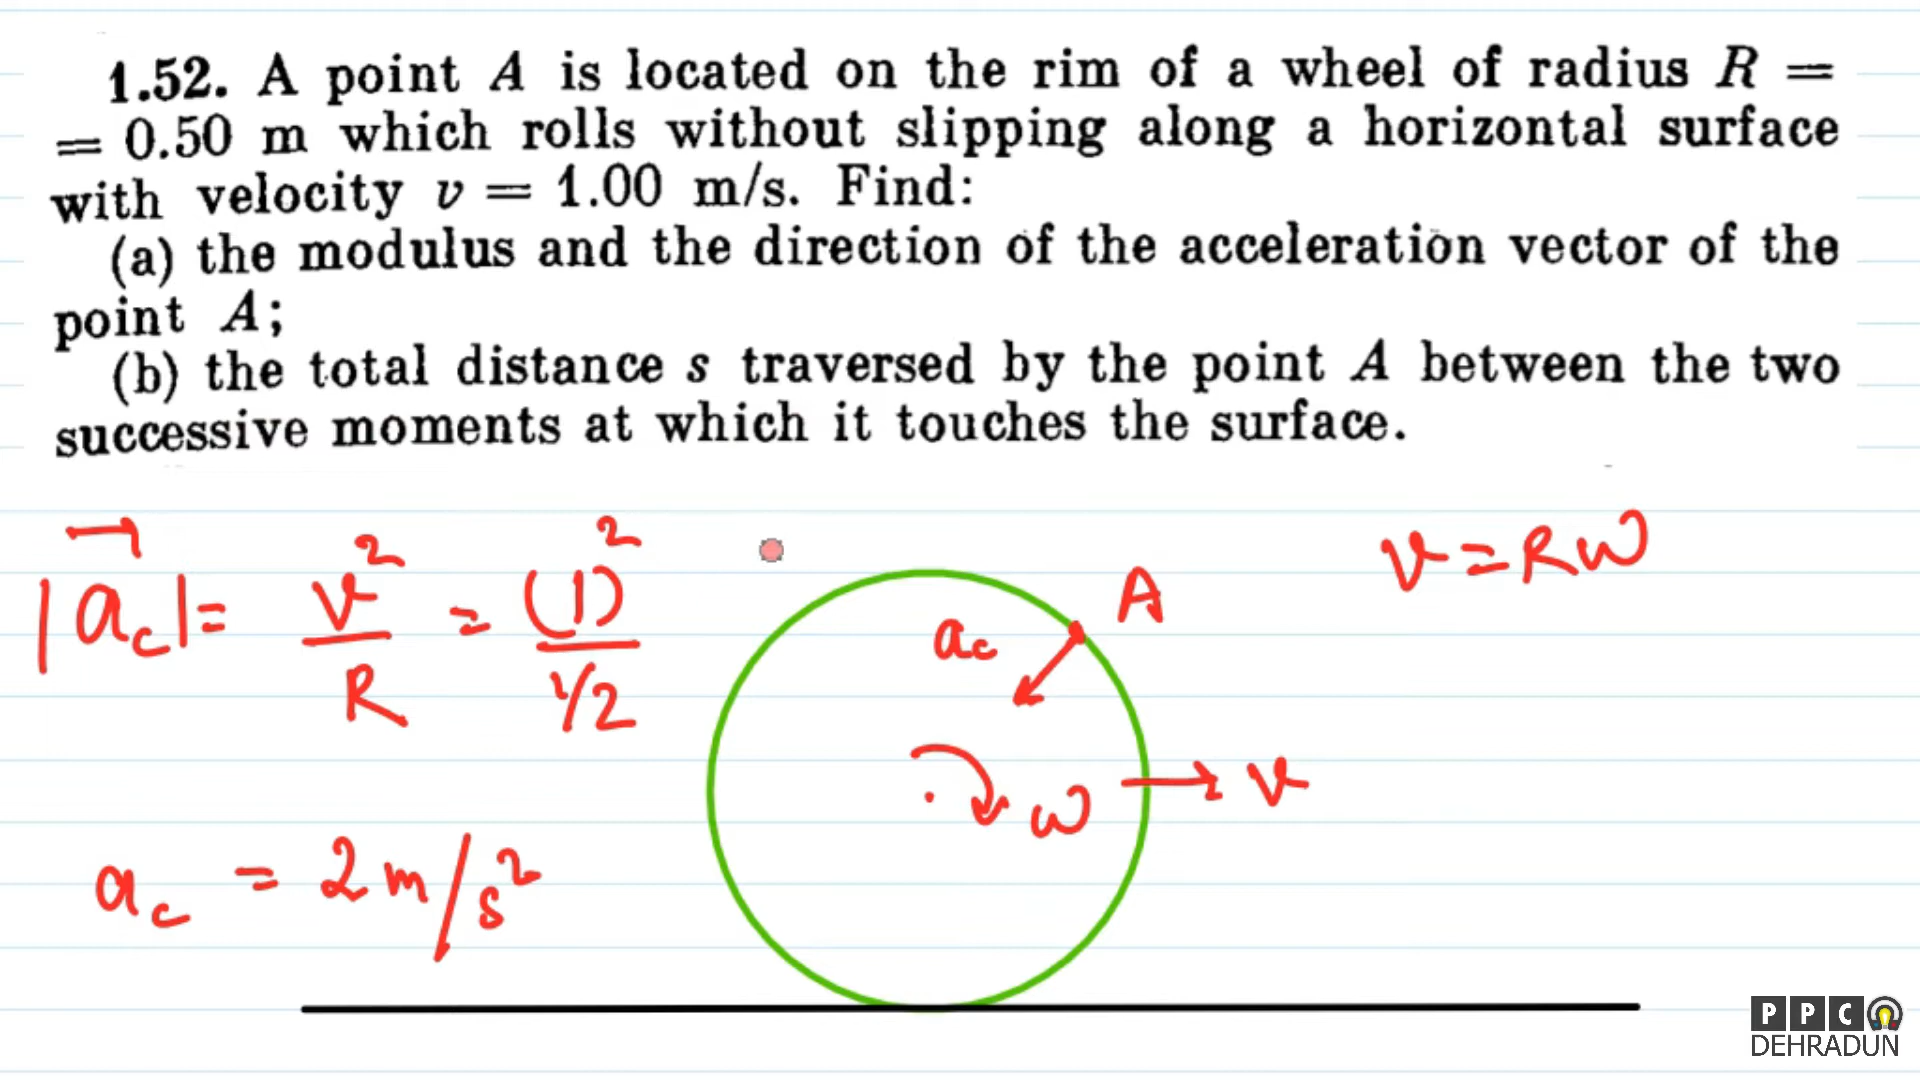 1.52. A point A is located on the rim of a wheel of radius R =
= 0.50 m which rolls without slipping along a horizontal surface
with velocity v = 1.00 m/s. Find:
(a) the modulus and the direction of the acceleration vector of the
point A;
(b) the total distance s traversed by the point A between the two
successive moments at which it touches the surface.
|a⃗c| = v²/R = (1)²/1/2
v = Rω
A
ac
ω
v
ac = 2 m/s²
PPC
DEHRADUN